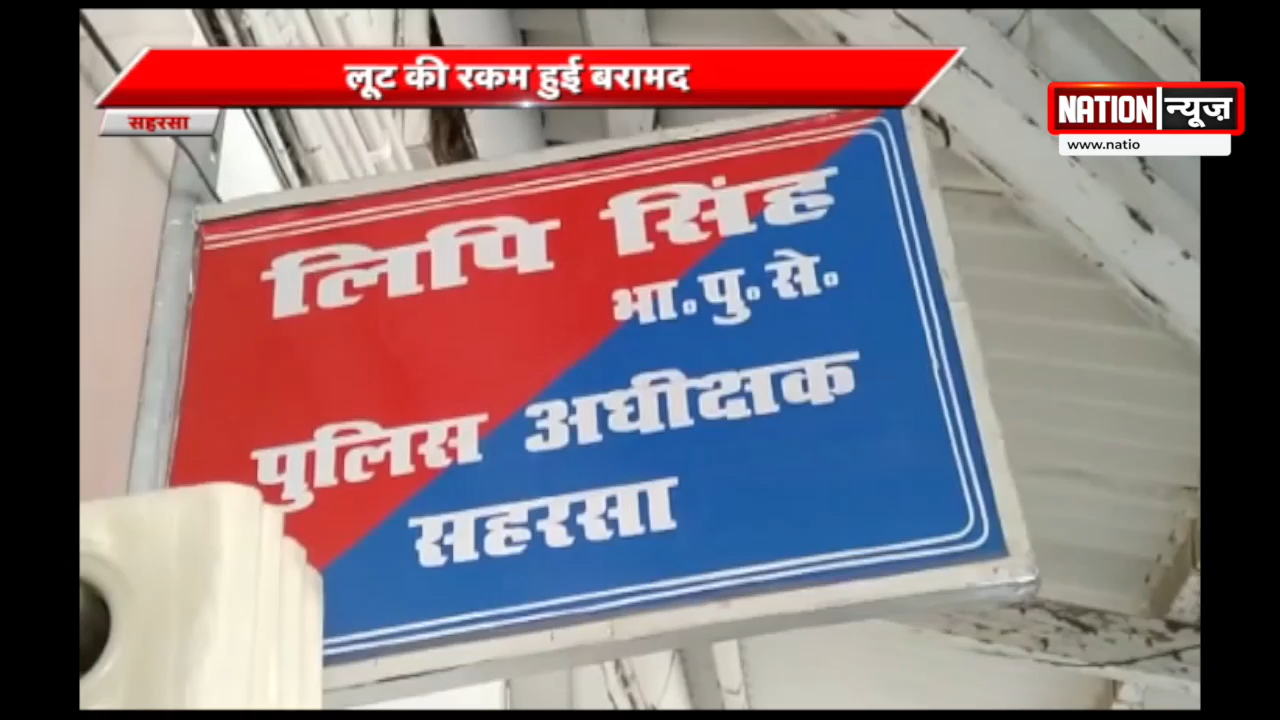 लूट की रकम हुई बरामद
सहरसा
NATION न्यूज़
www.natio
लिपि सिंह
भा.पु.से.
पुलिस अधीक्षक
सहरसा